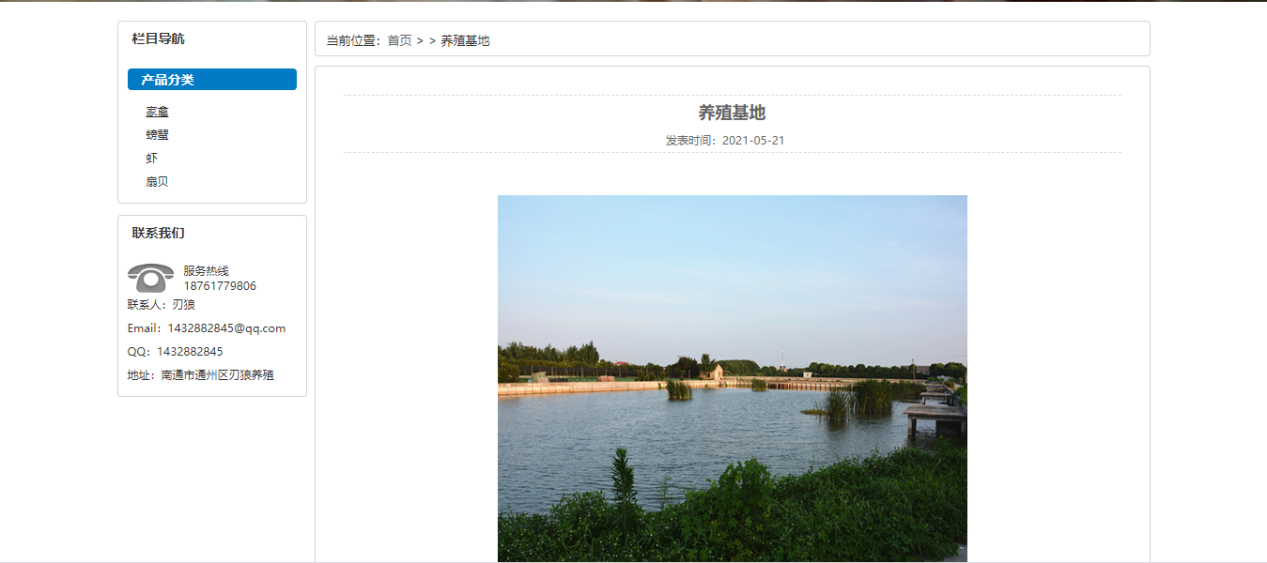 栏目导航
产品分类
家禽
螃蟹
虾
扇贝
联系我们
服务热线
18761779806
联系人：刃狼
Email：1432882845@qq.com
QQ：1432882845
地址：南通市通州区刃狼养殖
当前位置：首页 > > 养殖基地
养殖基地
发表时间：2021-05-21